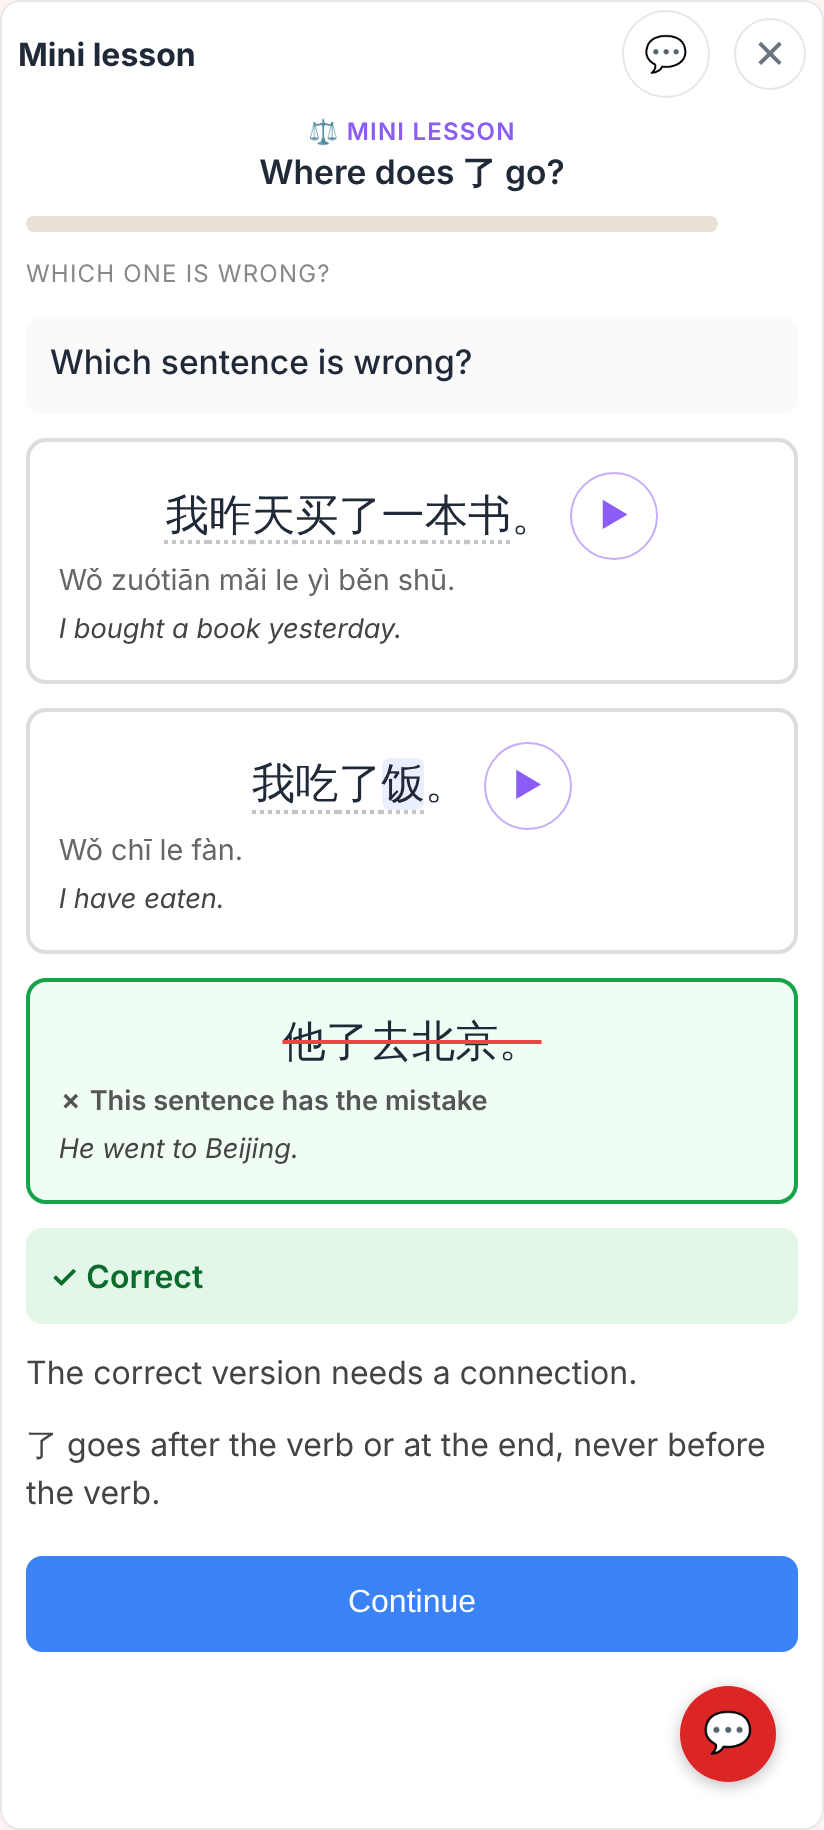 Mini lesson
MINI LESSON
Where does 了 go?
WHICH ONE IS WRONG?
Which sentence is wrong?
我昨天买了一本书。
Wǒ zuótiān mǎi le yì běn shū.
I bought a book yesterday.
我吃了饭。
Wǒ chī le fàn.
I have eaten.
他了去北京。
× This sentence has the mistake
He went to Beijing.
✓ Correct
The correct version needs a connection.
了 goes after the verb or at the end, never before
the verb.
Continue